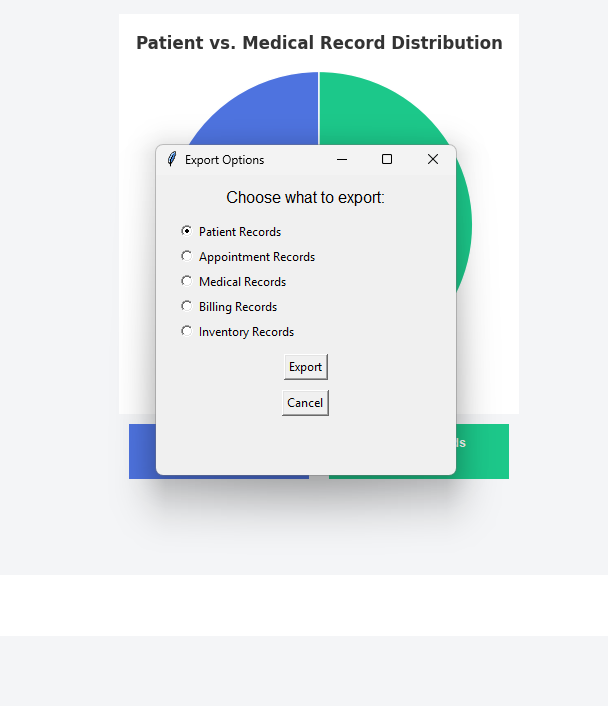 Patient vs. Medical Record Distribution
Export Options
Choose what to export:
Patient Records
Appointment Records
Medical Records
Billing Records
Inventory Records
Export
Cancel